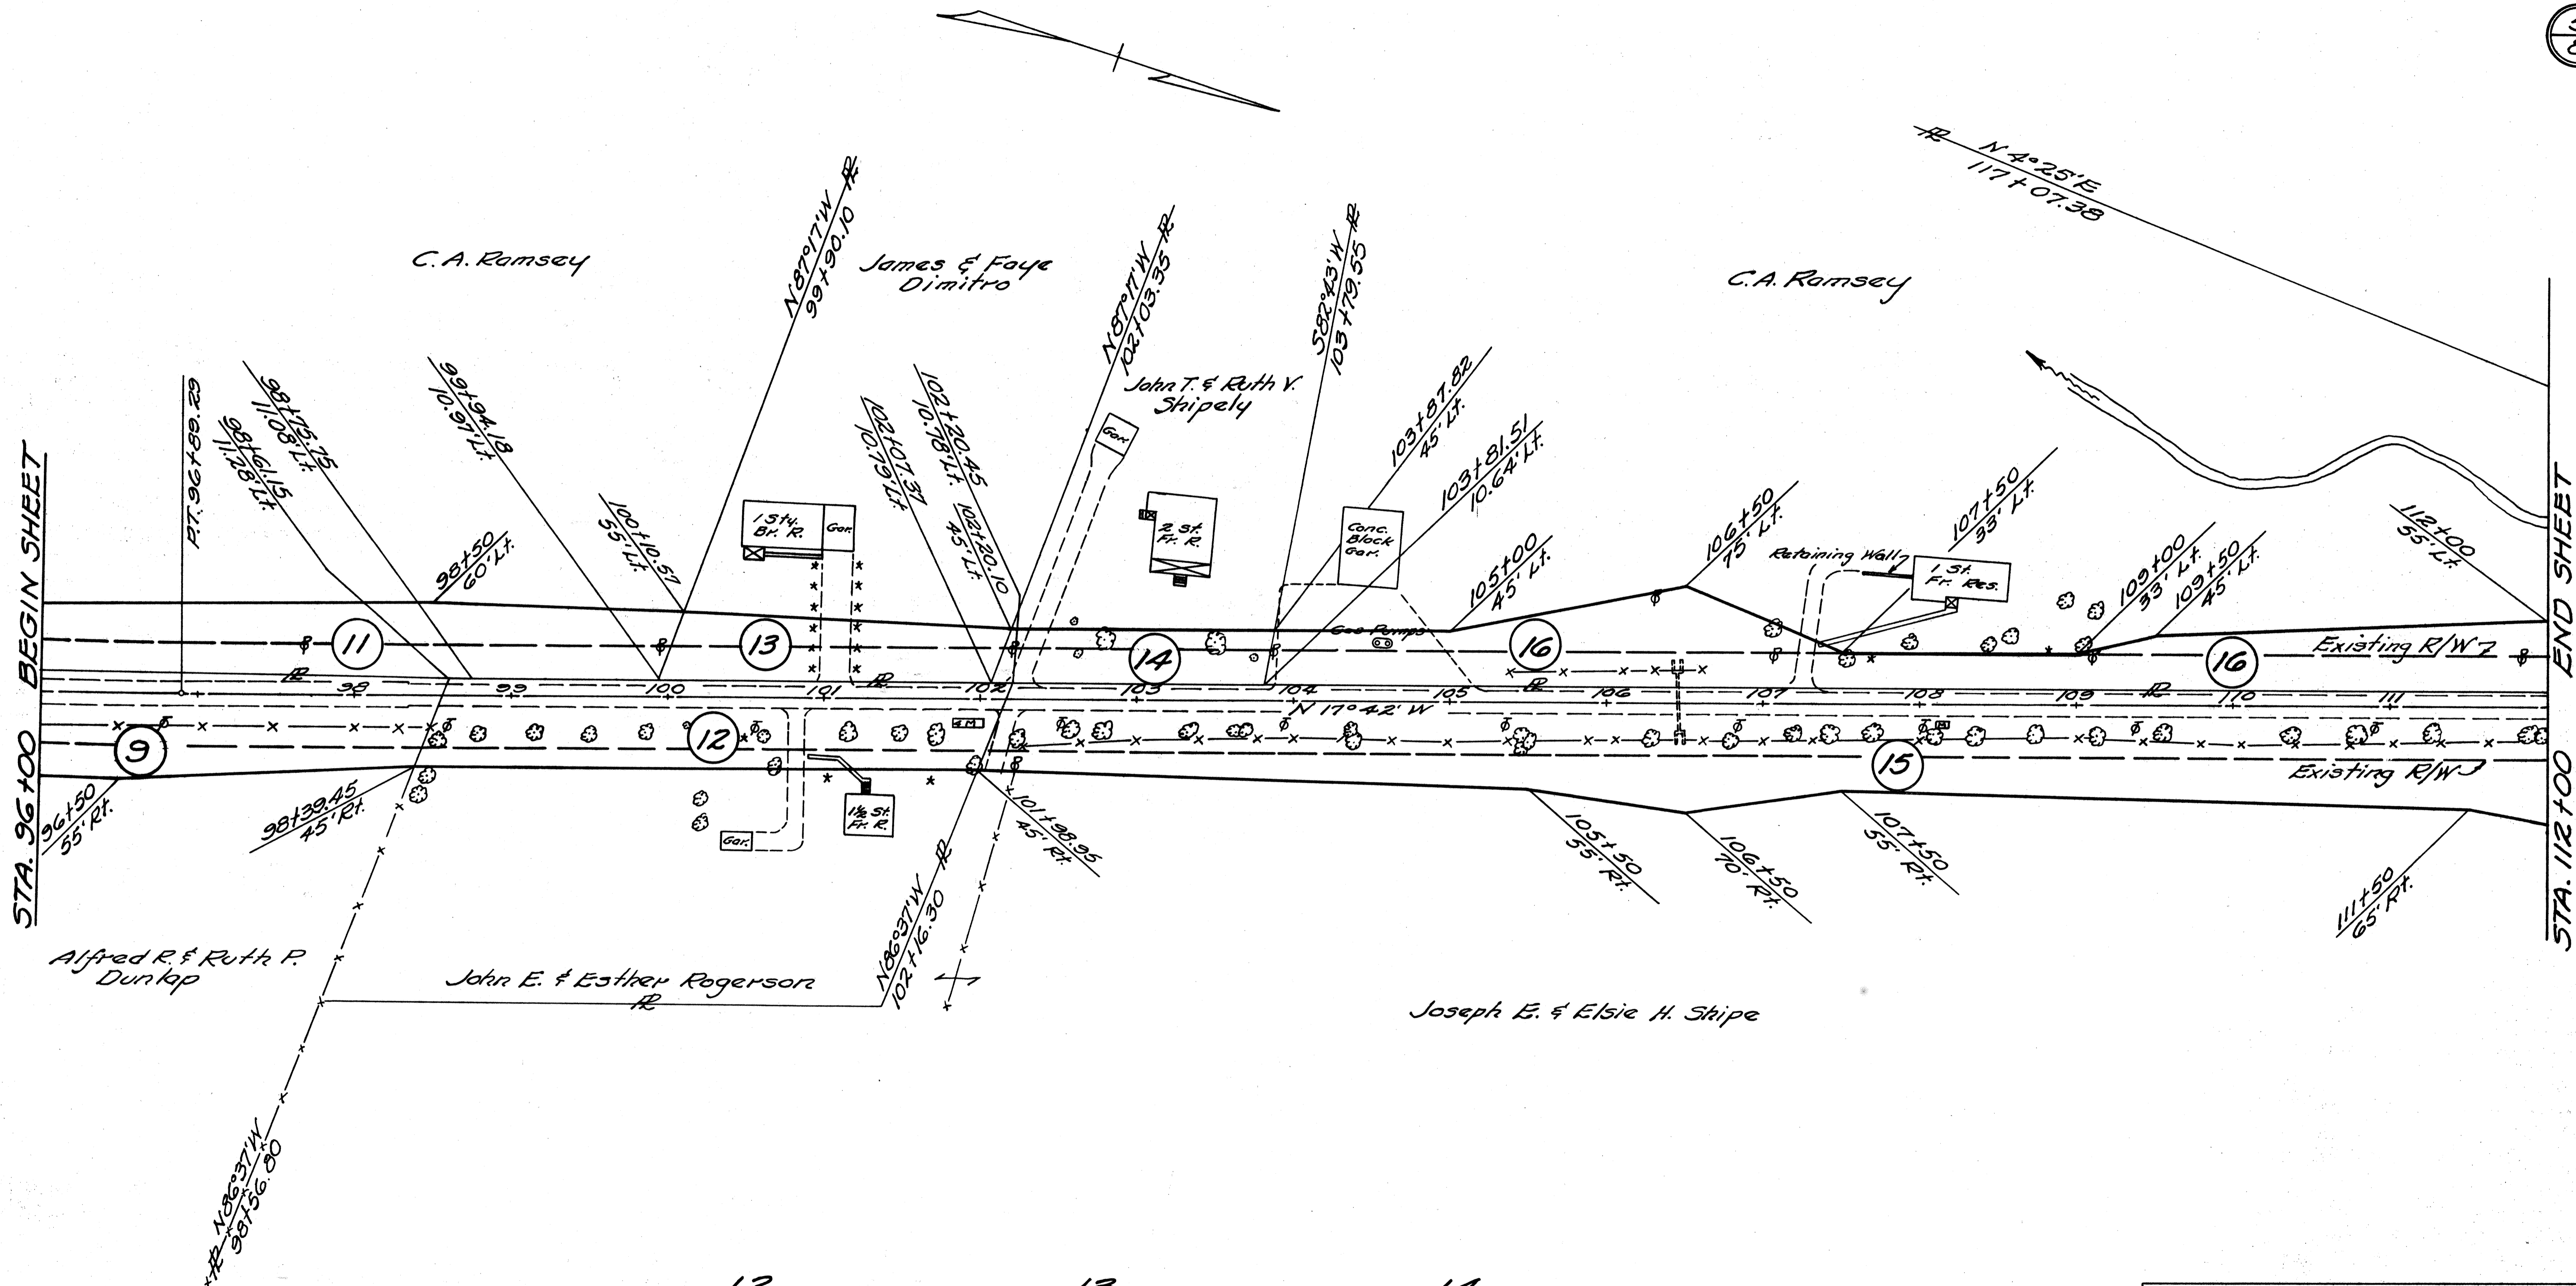 N 4°25'E
117+07.38
N87°17'W
99+90.10
C.A. Ramsey
James & Faye
Dimitro
N87°17'W
102+03.35
S82°43'W
103+79.55
C.A. Ramsey
John T. & Ruth V.
Shipely
P.T. 96+89.29
98+75.75
11.08' Lt.
98+61.15
11.28' Lt.
99+94.18
10.97' Lt.
98+50
60' Lt.
100+10.57
55' Lt.
102+20.45
10.78' Lt.
102+07.37
10.79' Lt.
102+20.10
45' Lt.
103+87.82
45' Lt.
103+81.51
10.64' Lt.
105+00
45' Lt.
106+50
75' Lt.
107+50
33' Lt.
109+00
33' Lt.
109+50
45' Lt.
112+00
55' Lt.
Gar.
1 Sty.
Br. R.
Gar.
2 St.
Fr. R.
Conc.
Block
Gar.
Gas Pumps
Retaining Wall
1 St.
Fr. Res.
STA. 96+00 BEGIN SHEET
STA. 112+00 END SHEET
11
13
14
16
16
Existing R/W
98 99 100 101 102 103 104 105 106 107 108 109 110 111
N 17°42' W
9
12
15
Existing R/W
M
96+50
55' Rt.
98+39.45
45' Rt.
Gar.
1½ St.
Fr. R.
101+98.95
45' Rt.
105+50
55' Rt.
106+50
70' Rt.
107+50
55' Rt.
111+50
65' Rt.
N86°37'W
102+16.30
Alfred R. & Ruth P.
Dunlap
John E. & Esther Rogerson
Joseph E. & Elsie H. Shipe
N86°37'W
98+56.80